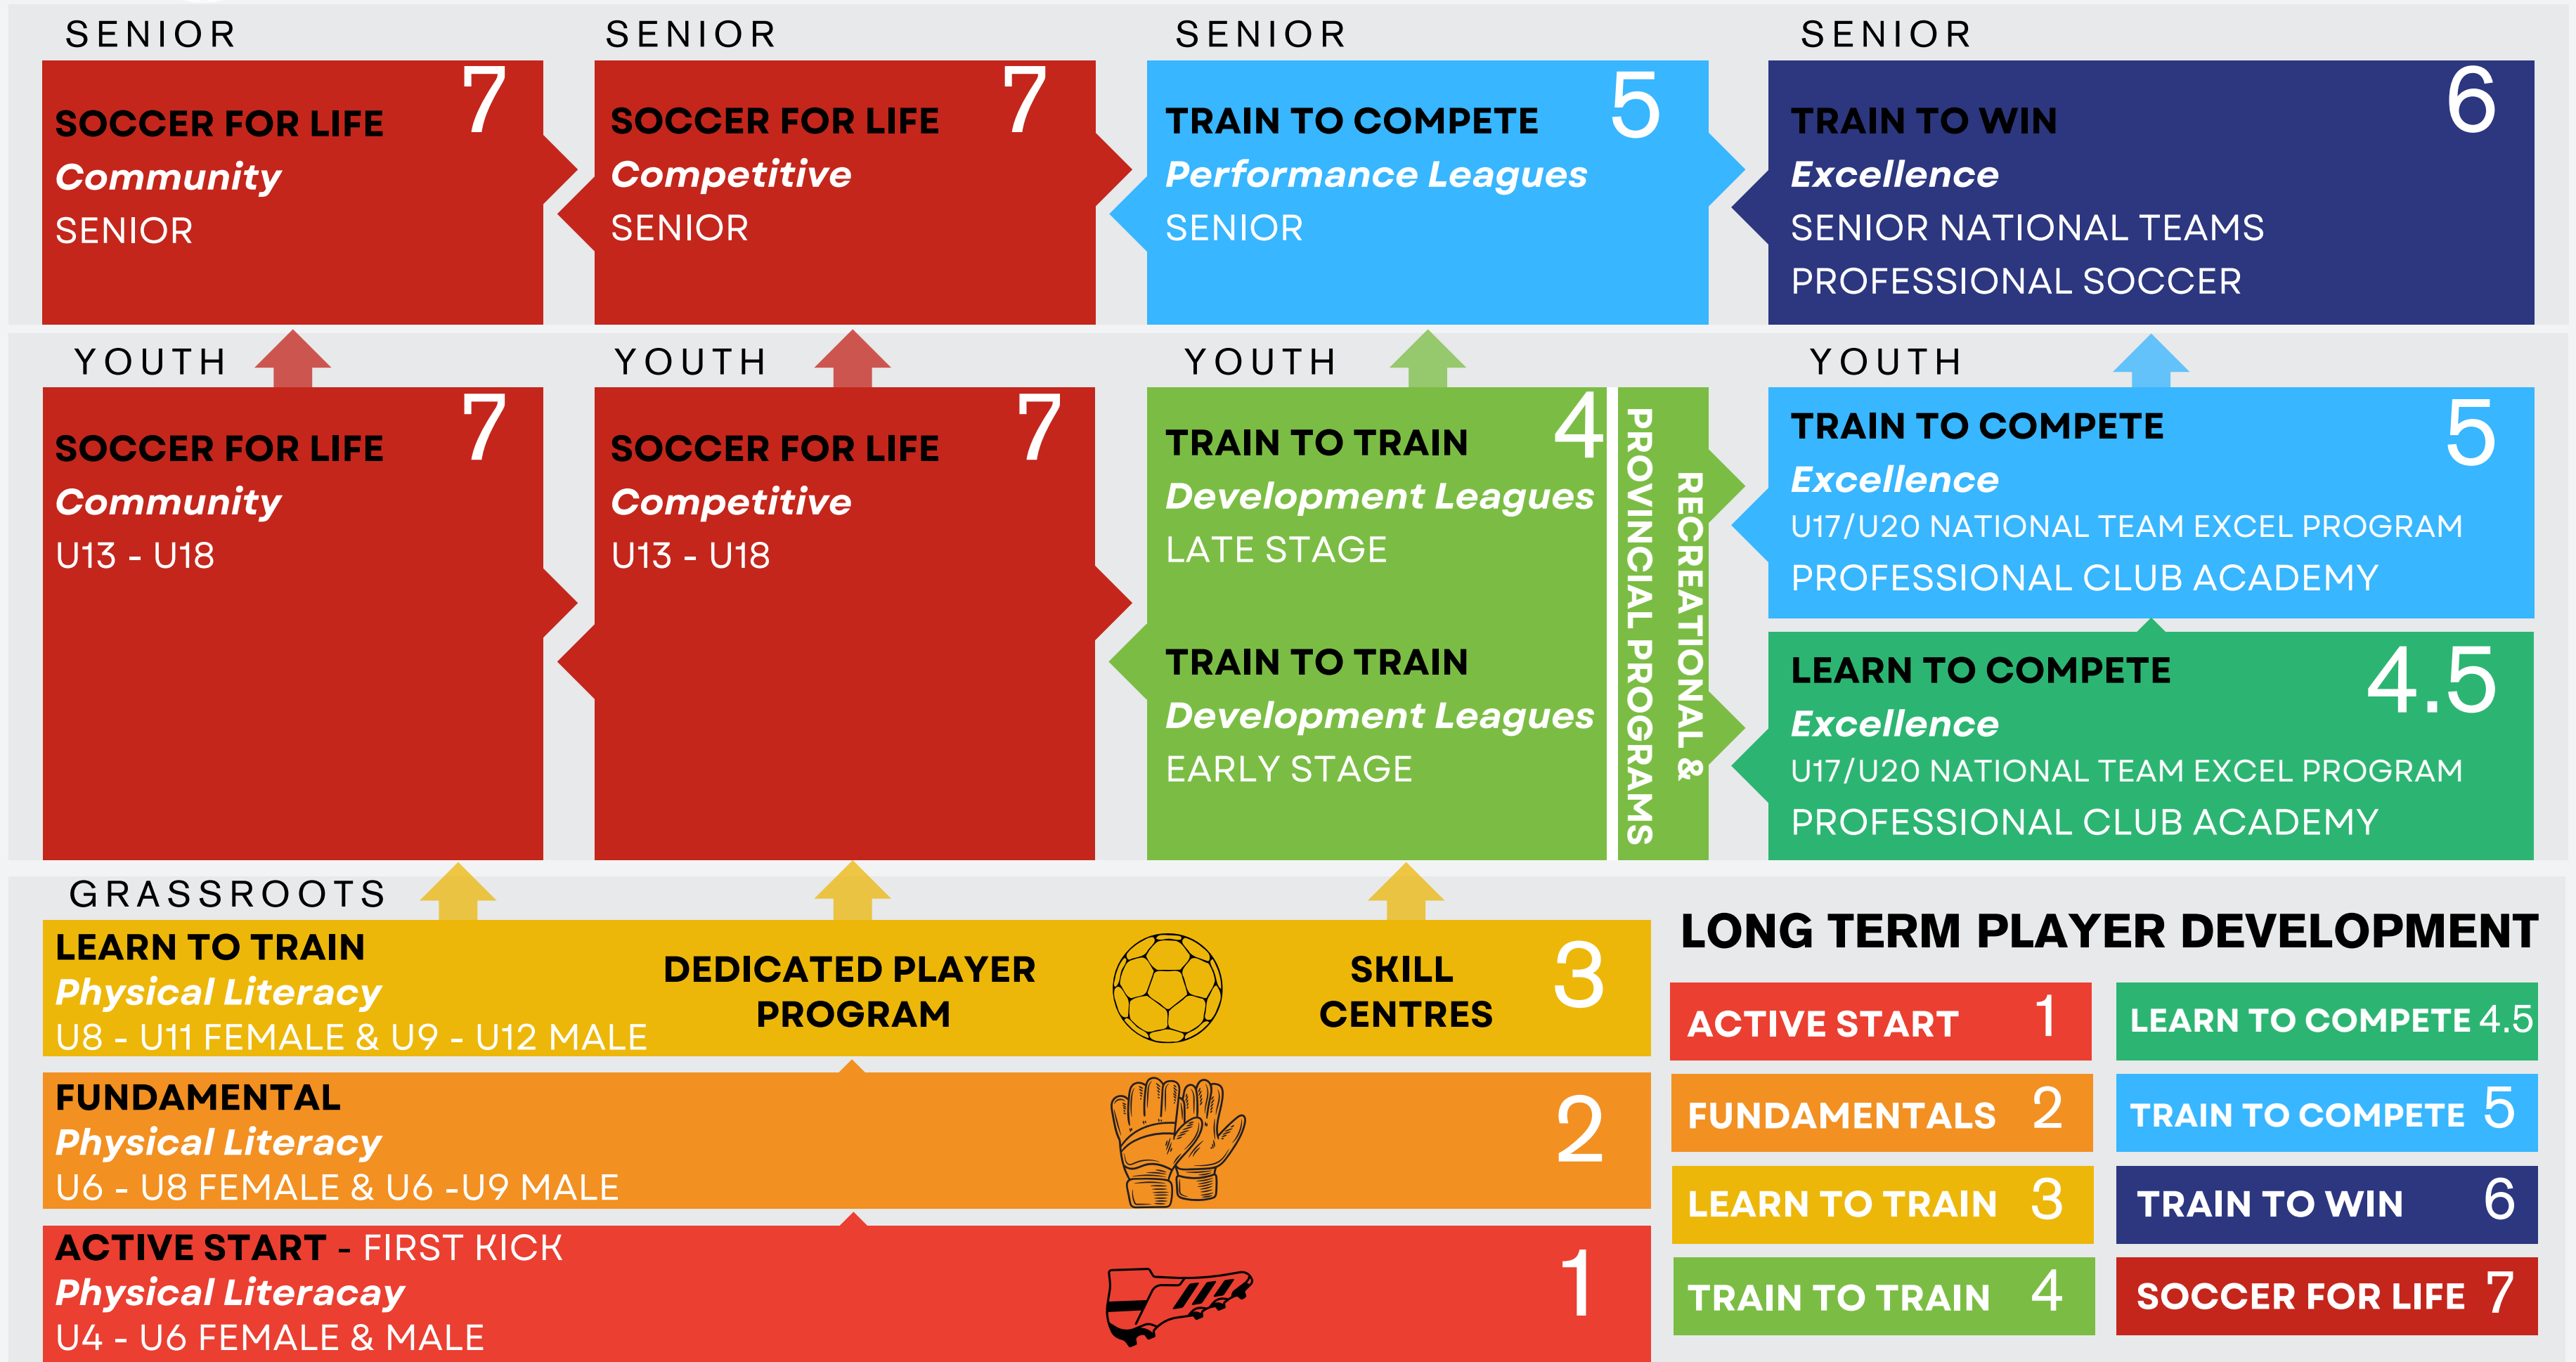 SENIOR
SOCCER FOR LIFE
7
Community
SENIOR
SENIOR
SOCCER FOR LIFE
7
Competitive
SENIOR
SENIOR
TRAIN TO COMPETE
5
Performance Leagues
SENIOR
SENIOR
TRAIN TO WIN
6
Excellence
SENIOR NATIONAL TEAMS
PROFESSIONAL SOCCER
YOUTH
SOCCER FOR LIFE
7
Community
U13 - U18
YOUTH
SOCCER FOR LIFE
7
Competitive
U13 - U18
YOUTH
TRAIN TO TRAIN
4
Development Leagues
LATE STAGE
TRAIN TO TRAIN
Development Leagues
EARLY STAGE
RECREATIONAL &
PROVINCIAL PROGRAMS
YOUTH
TRAIN TO COMPETE
5
Excellence
U17/U20 NATIONAL TEAM EXCEL PROGRAM
PROFESSIONAL CLUB ACADEMY
LEARN TO COMPETE
4.5
Excellence
U17/U20 NATIONAL TEAM EXCEL PROGRAM
PROFESSIONAL CLUB ACADEMY
GRASSROOTS
LEARN TO TRAIN
Physical Literacy
U8 - U11 FEMALE & U9 - U12 MALE
DEDICATED PLAYER
PROGRAM
SKILL
CENTRES
3
FUNDAMENTAL
Physical Literacy
U6 - U8 FEMALE & U6 -U9 MALE
2
ACTIVE START - FIRST KICK
Physical Literacay
U4 - U6 FEMALE & MALE
1
LONG TERM PLAYER DEVELOPMENT
ACTIVE START 1
FUNDAMENTALS 2
LEARN TO TRAIN 3
TRAIN TO TRAIN 4
LEARN TO COMPETE 4.5
TRAIN TO COMPETE 5
TRAIN TO WIN 6
SOCCER FOR LIFE 7